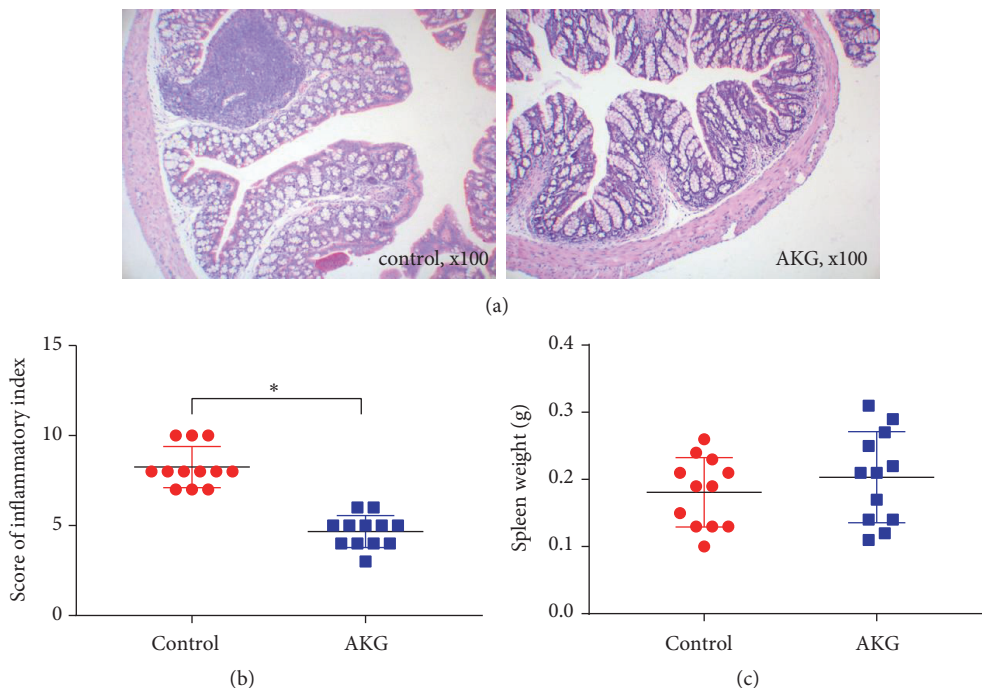 control, x100
AKG, x100
(a)
Score of inflammatory index
15
10
5
0
*
Control
AKG
(b)
Spleen weight (g)
0.4
0.3
0.2
0.1
0.0
Control
AKG
(c)